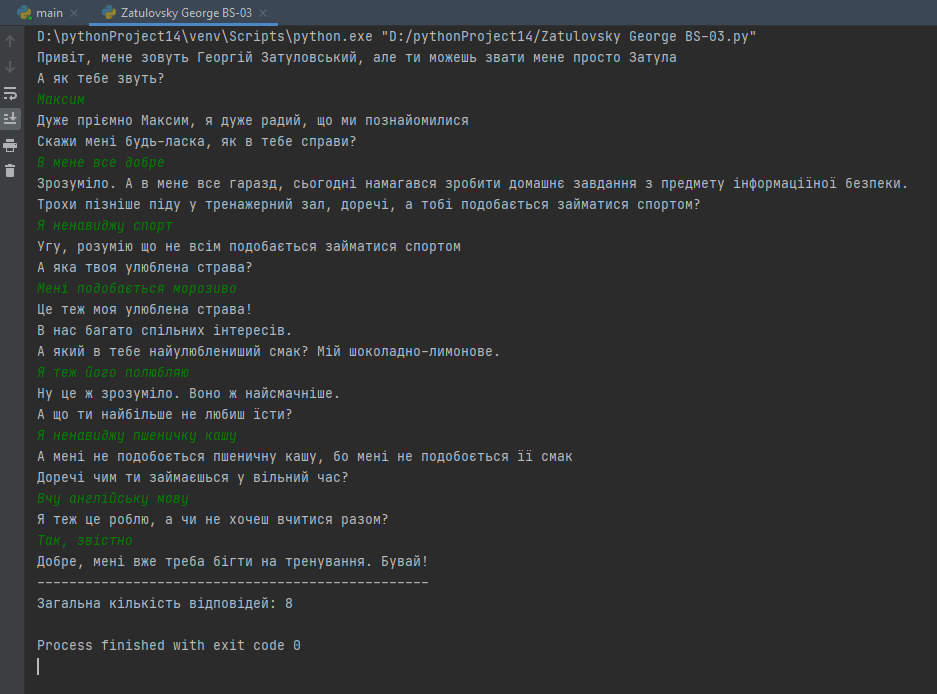 main
Zatulovsky George BS-03
D:\pythonProject14\venv\Scripts\python.exe "D:/pythonProject14/Zatulovsky George BS-03.py"
Привіт, мене зовуть Георгій Затуловський, але ти можешь звати мене просто Затула
А як тебе звуть?
Максим
Дуже пріємно Максим, я дуже радий, що ми познайомилися
Скажи мені будь-ласка, як в тебе справи?
В мене все добре
Зрозуміло. А в мене все гаразд, сьогодні намагався зробити домашнє завдання з предмету інформаціїної безпеки.
Трохи пізніше піду у тренажерний зал, доречі, а тобі подобається займатися спортом?
Я ненавиджу спорт
Угу, розумію що не всім подобається займатися спортом
А яка твоя улюблена страва?
Мені подобається морозиво
Це теж моя улюблена страва!
В нас багато спільних інтересів.
А який в тебе найулюблениший смак? Мій шоколадно-лимонове.
Я теж його полюбляю
Ну це ж зрозуміло. Воно ж найсмачніше.
А що ти найбільше не любиш їсти?
Я ненавиджу пшеничку кашу
А мені не подобоється пшеничну кашу, бо мені не подобоється її смак
Доречі чим ти займаєшься у вільний час?
Вчу англійську мову
Я теж це роблю, а чи не хочеш вчитися разом?
Так, звістно
Добре, мені вже треба бігти на тренування. Бувай!
-------------------------------------------------
Загальна кількість відповідей: 8
Process finished with exit code 0